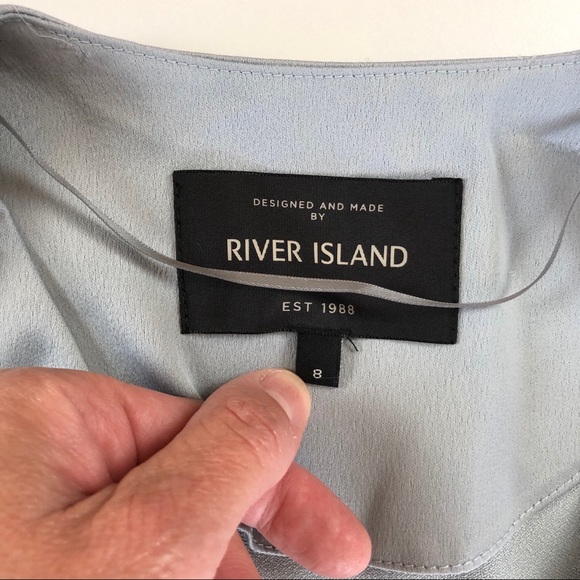 DESIGNED AND MADE
BY
RIVER ISLAND
EST 1988
8